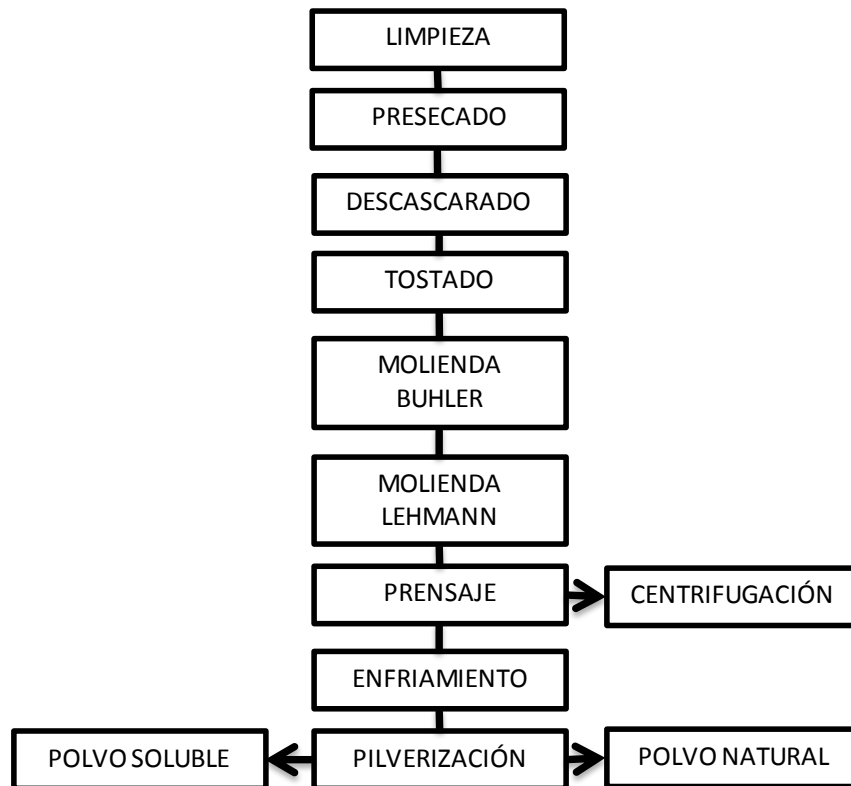 LIMPIEZA
PRESECADO
DESCASCARADO
TOSTADO
MOLIENDA
BUHLER
MOLIENDA
LEHMANN
PRENSAJE
CENTRIFUGACIÓN
ENFRIAMIENTO
POLVO SOLUBLE
PILVERIZACIÓN
POLVO NATURAL